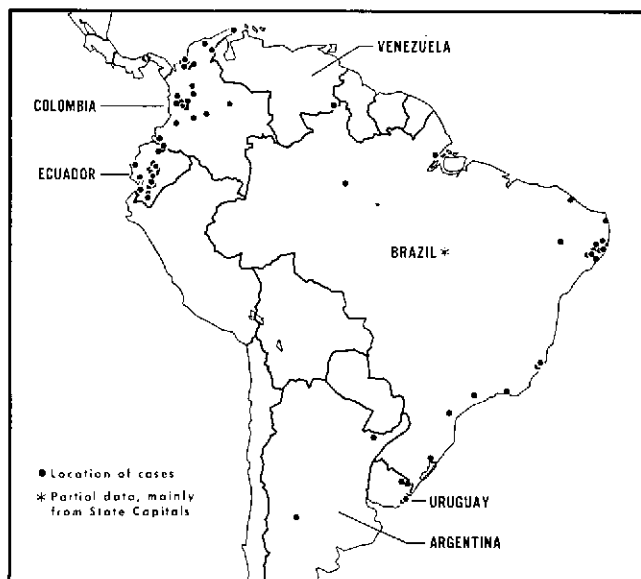 VENEZUELA
COLOMBIA
ECUADOR
BRAZIL *
● Location of cases
* Partial data, mainly
from State Capitals
URUGUAY
ARGENTINA